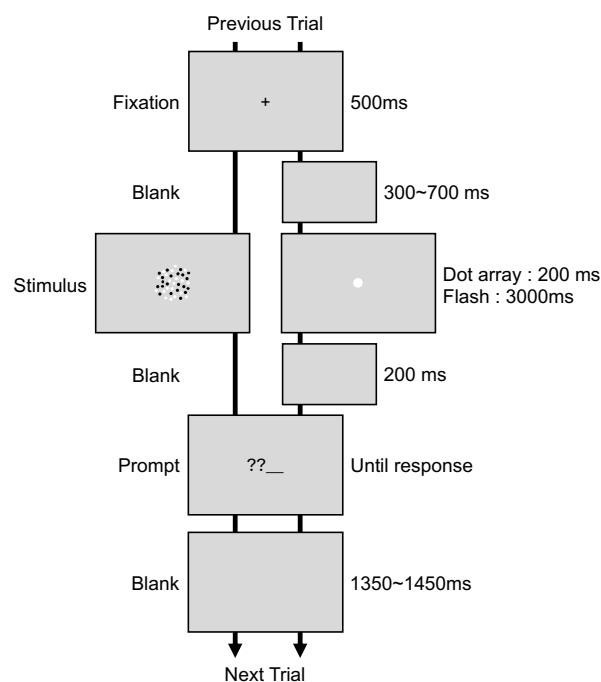 Previous Trial
Fixation
+
500ms
Blank
300~700 ms
Stimulus
Dot array : 200 ms
Flash : 3000ms
Blank
200 ms
Prompt
??__
Until response
Blank
1350~1450ms
Next Trial